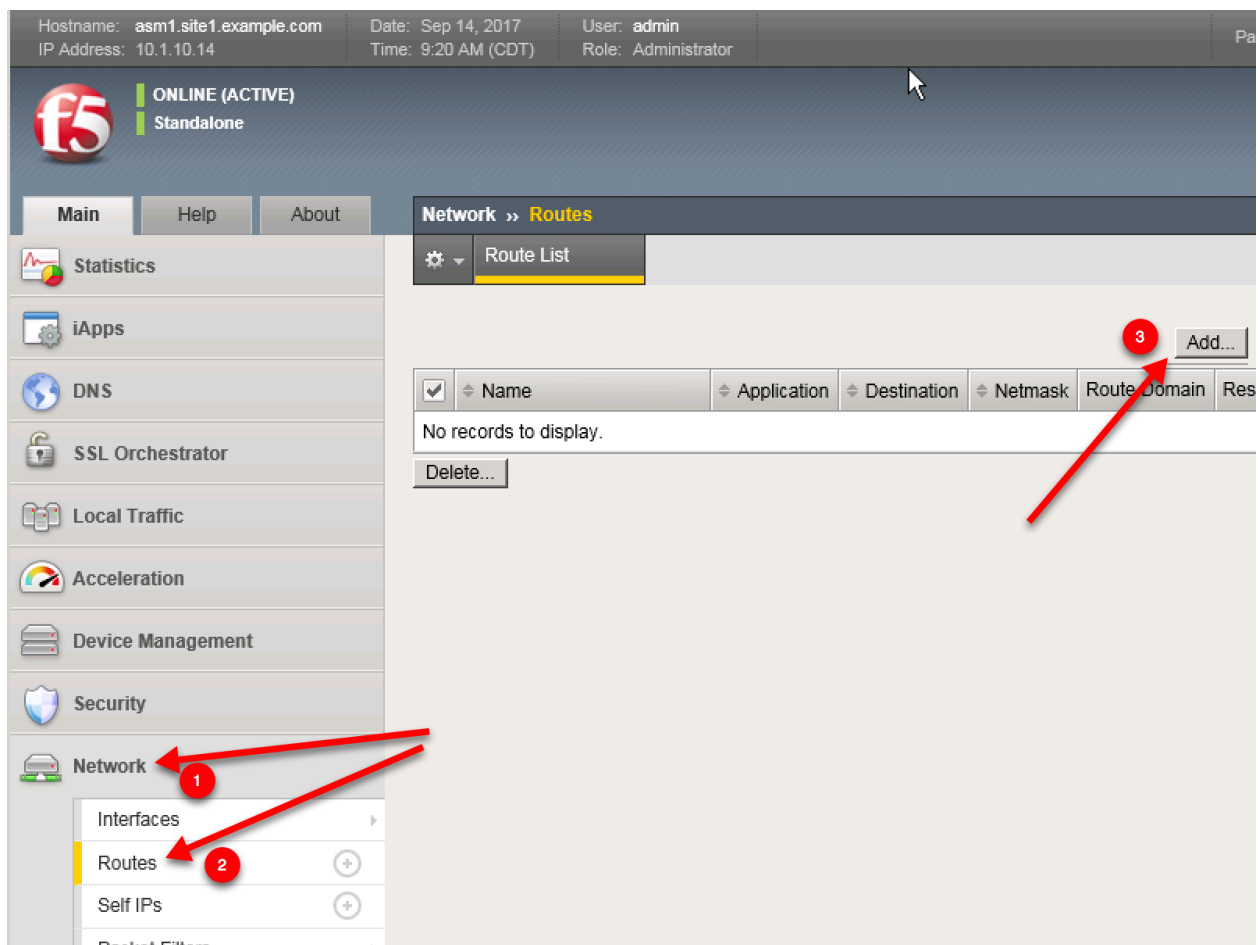 Hostname: asm1.site1.example.com Date: Sep 14, 2017 User: admin
IP Address: 10.1.10.14 Time: 9:20 AM (CDT) Role: Administrator
f5
ONLINE (ACTIVE)
Standalone
Main Help About
Network » Routes
Route List
Statistics
iApps
DNS
SSL Orchestrator
Local Traffic
Acceleration
Device Management
Security
Network
1
Interfaces
Routes
2
Self IPs
3
Add...
Name Application Destination Netmask Route Domain
No records to display.
Delete...